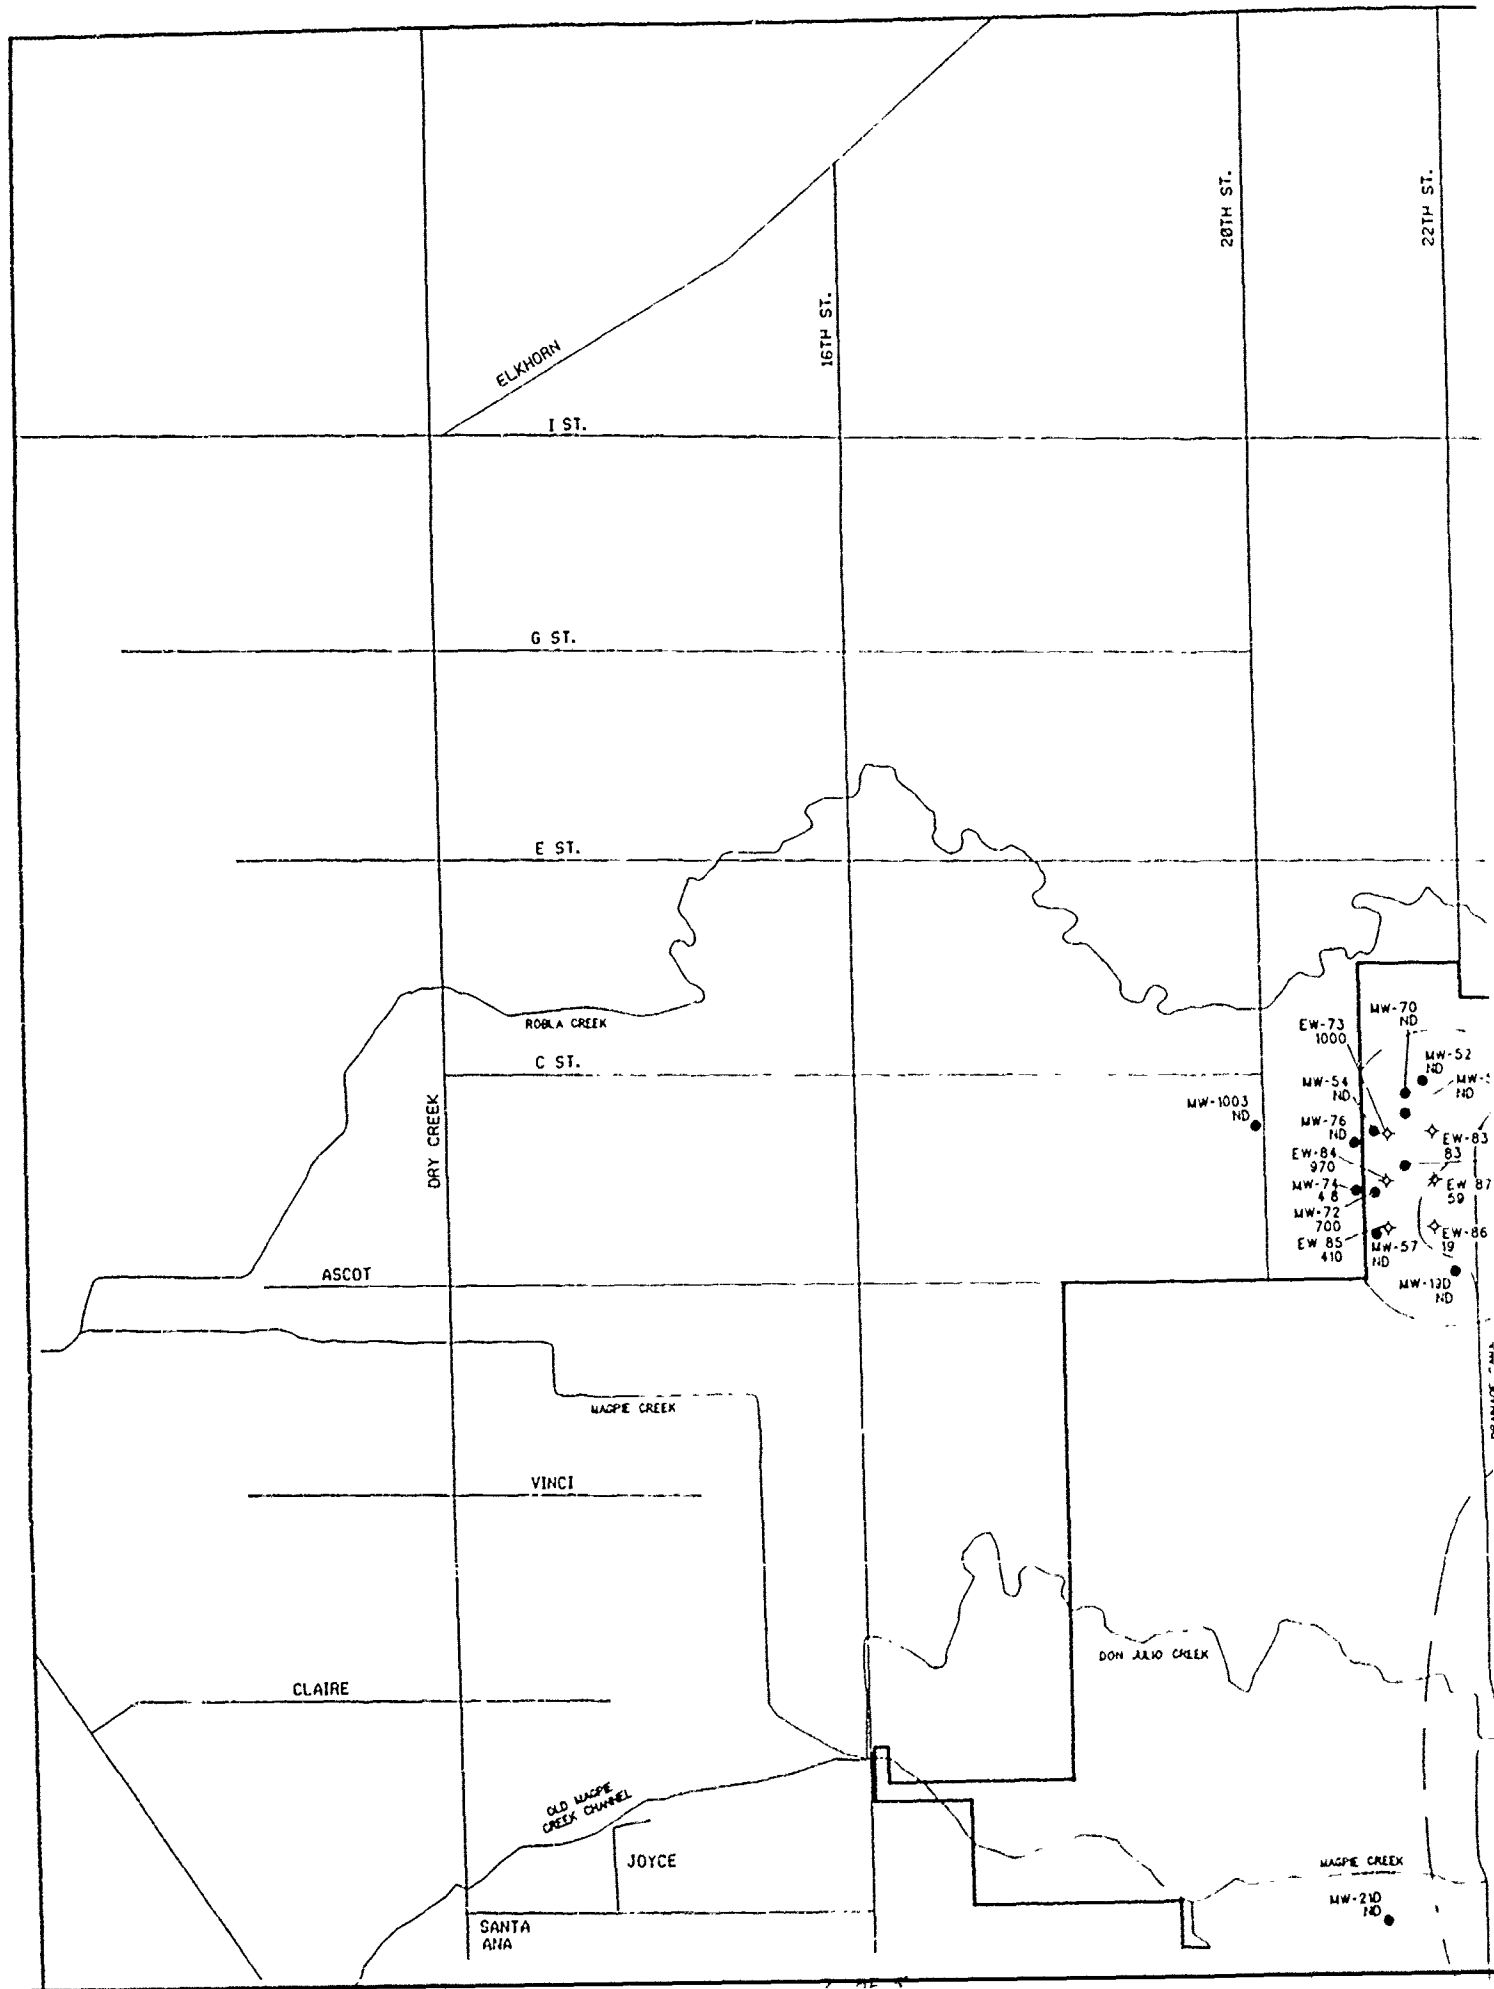 20TH ST.
22TH ST.
16TH ST.
ELKHORN
I ST.
G ST.
E ST.
ROBLA CREEK
C ST.
DRY CREEK
MW-1003
ND
MW-70
ND
EW-73
1000
MW-52
ND
MW-54
ND
ND
MW-76
ND
EW-83
83
EW-84
970
MW-74
4.8
EW 87
59
MW-72
700
EW 85
410
MW-57
ND
EW-86
19
MW-19D
ND
ASCOT
MAGPIE CREEK
VINCI
DON JULIO CREEK
CLAIRE
OLD MAGPIE
CREEK CHANNEL
JOYCE
MAGPIE CREEK
MW-21D
ND
SANTA
ANA